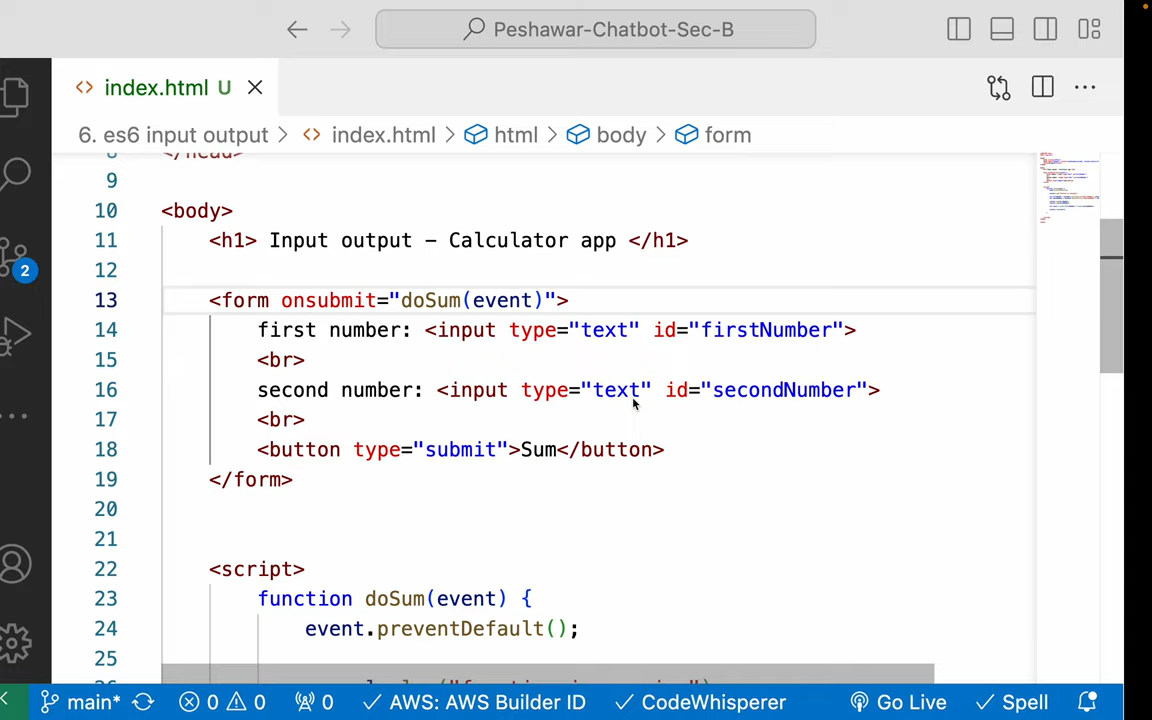 Peshawar-Chatbot-Sec-B
<> index.html U
6. es6 input output > <> index.html > html > body > form
8 </head>
9
10 <body>
11 <h1> Input output – Calculator app </h1>
12
13 <form onsubmit="doSum(event)">
14 first number: <input type="text" id="firstNumber">
15 <br>
16 second number: <input type="text" id="secondNumber">
17 <br>
18 <button type="submit">Sum</button>
19 </form>
20
21
22 <script>
23 function doSum(event) {
24 event.preventDefault();
25
2
main* 0 0 0 AWS: AWS Builder ID CodeWhisperer Go Live Spell